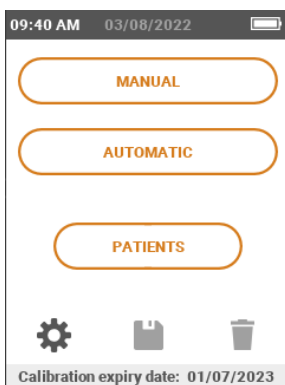 09:40 AM 03/08/2022
MANUAL
AUTOMATIC
PATIENTS
Calibration expiry date: 01/07/2023